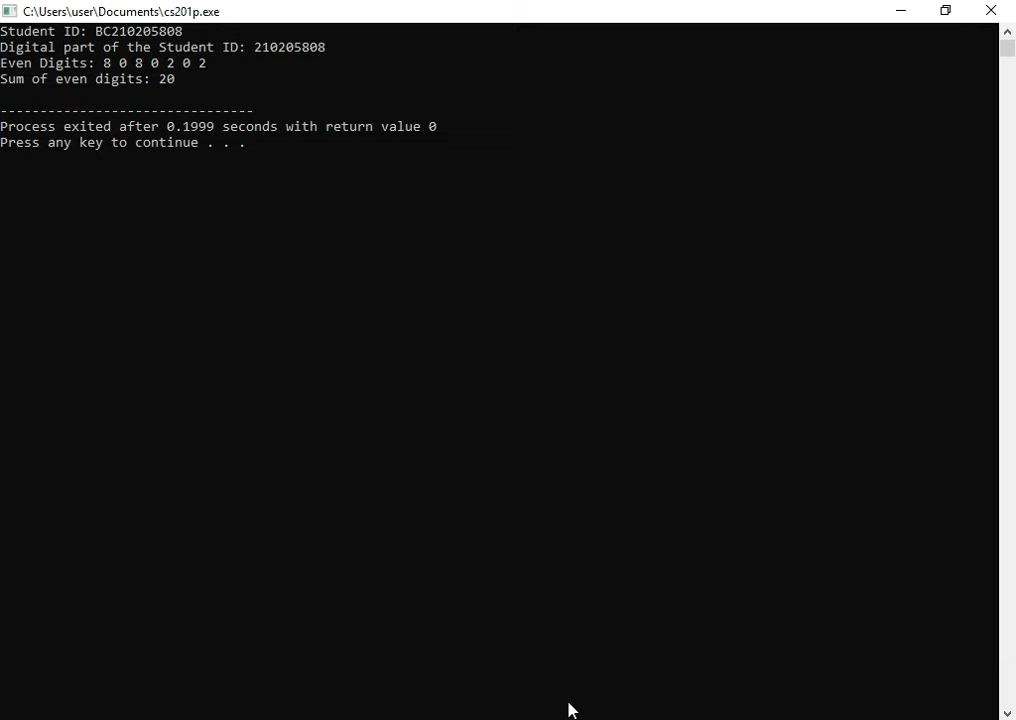 C:\Users\user\Documents\cs201p.exe
Student ID: BC210205808
Digital part of the Student ID: 210205808
Even Digits: 8 0 8 0 2 0 2
Sum of even digits: 20
--------------------------------
Process exited after 0.1999 seconds with return value 0
Press any key to continue . . .